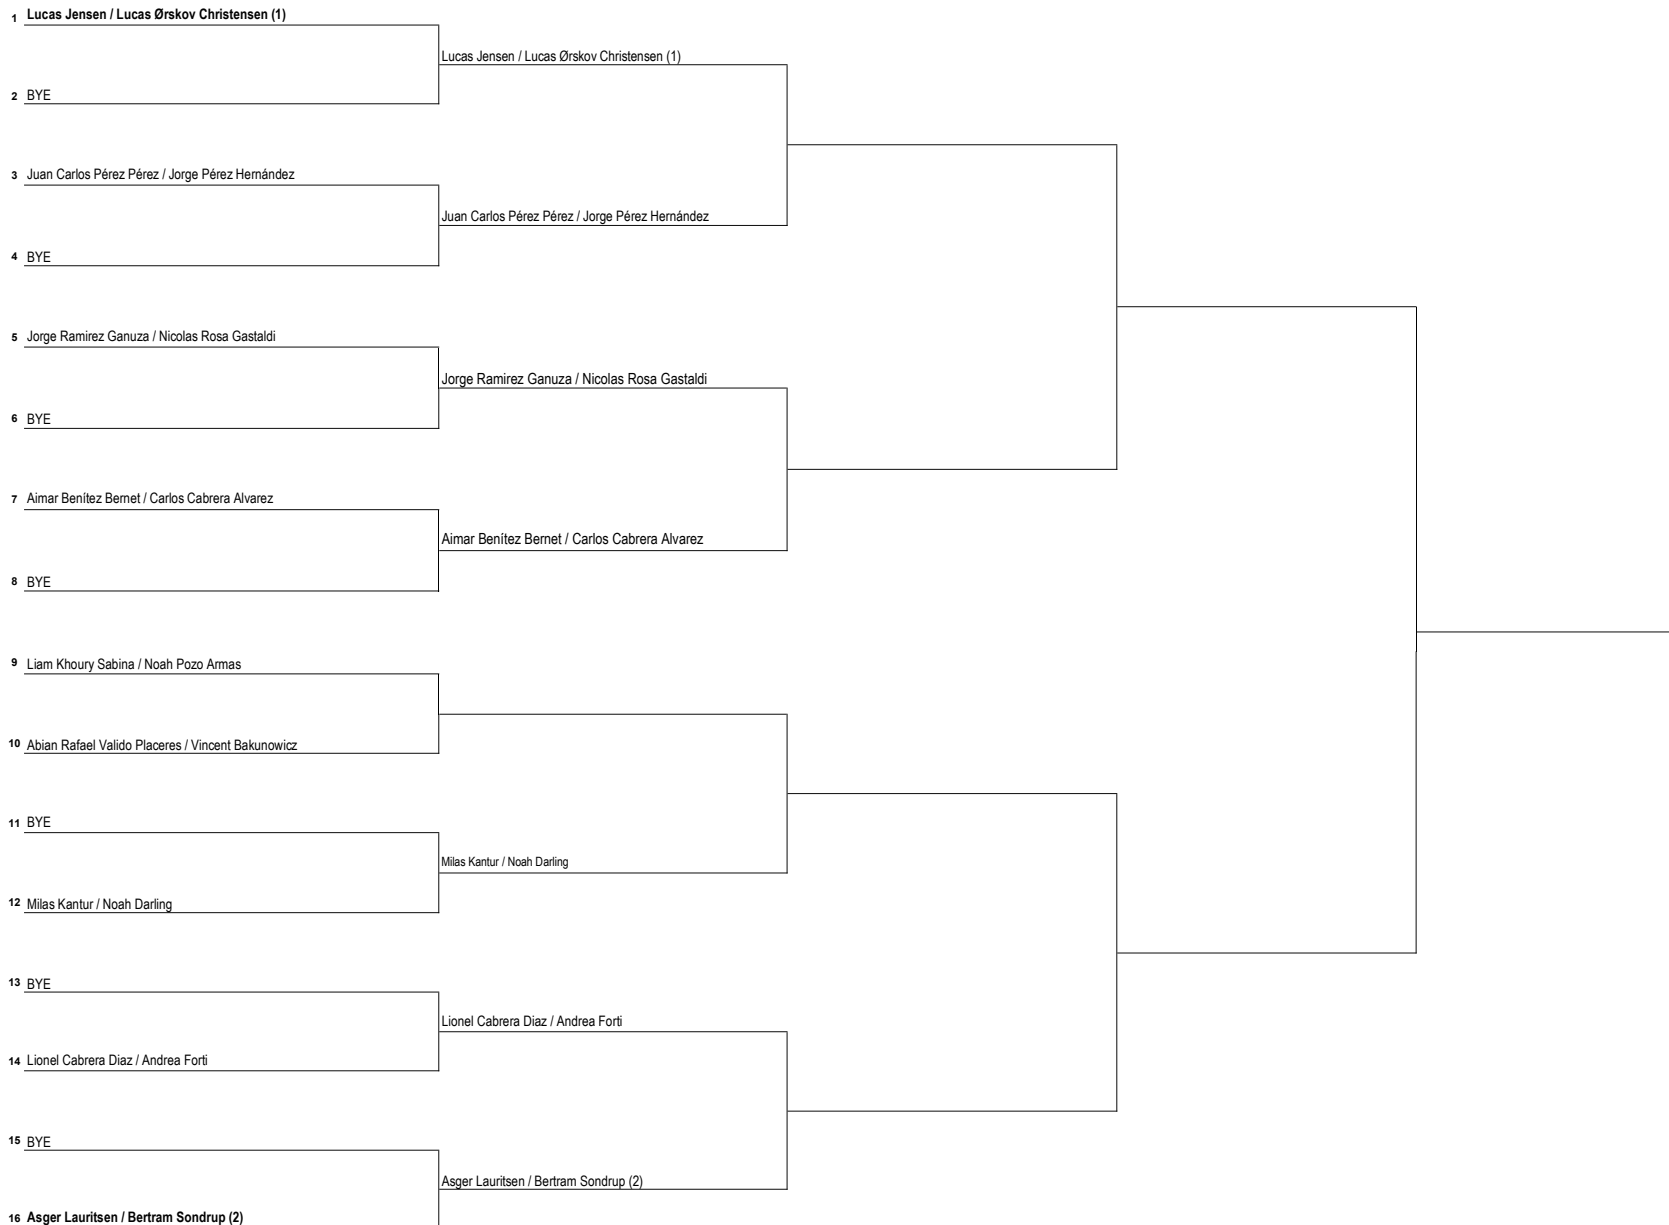 1 Lucas Jensen / Lucas Ørskov Christensen (1)
Lucas Jensen / Lucas Ørskov Christensen (1)
2 BYE
3 Juan Carlos Pérez Pérez / Jorge Pérez Hernández
Juan Carlos Pérez Pérez / Jorge Pérez Hernández
4 BYE
5 Jorge Ramirez Ganuza / Nicolas Rosa Gastaldi
Jorge Ramirez Ganuza / Nicolas Rosa Gastaldi
6 BYE
7 Aimar Benítez Bernet / Carlos Cabrera Alvarez
Aimar Benítez Bernet / Carlos Cabrera Alvarez
8 BYE
9 Liam Khoury Sabina / Noah Pozo Armas
10 Abian Rafael Valido Placeres / Vincent Bakunowicz
11 BYE
Milas Kantur / Noah Darling
12 Milas Kantur / Noah Darling
13 BYE
Lionel Cabrera Diaz / Andrea Forti
14 Lionel Cabrera Diaz / Andrea Forti
15 BYE
Asger Lauritsen / Bertram Sondrup (2)
16 Asger Lauritsen / Bertram Sondrup (2)